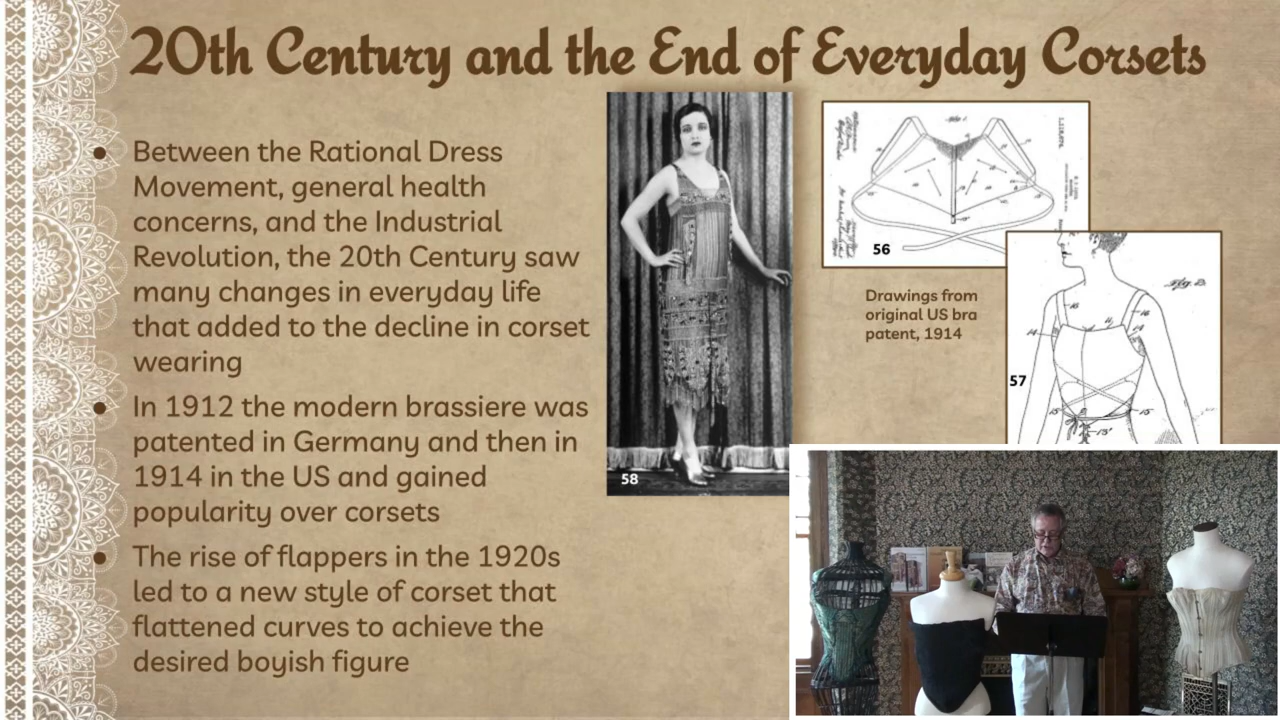 20th Century and the End of Everyday Corsets
• Between the Rational Dress
Movement, general health
concerns, and the Industrial
Revolution, the 20th Century saw
many changes in everyday life
that added to the decline in corset
wearing
• In 1912 the modern brassiere was
patented in Germany and then in
1914 in the US and gained
popularity over corsets
• The rise of flappers in the 1920s
led to a new style of corset that
flattened curves to achieve the
desired boyish figure
58
56
Drawings from
original US bra
patent, 1914
57